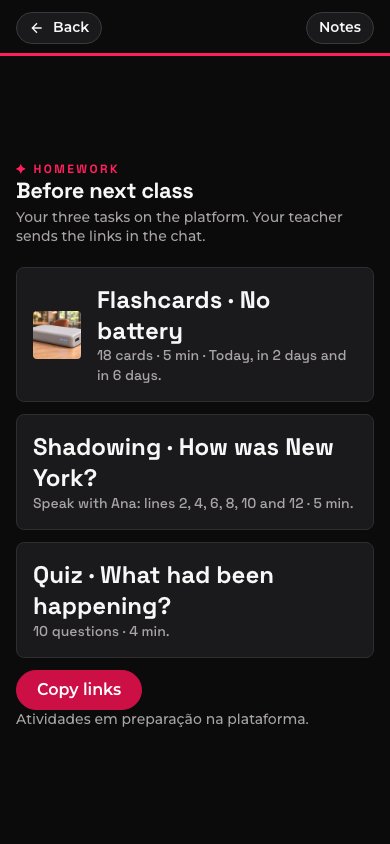 ← Back
Notes
✦ HOMEWORK
Before next class
Your three tasks on the platform. Your teacher
sends the links in the chat.
Flashcards · No
battery
18 cards · 5 min · Today, in 2 days and
in 6 days.
Shadowing · How was New
York?
Speak with Ana: lines 2, 4, 6, 8, 10 and 12 · 5 min.
Quiz · What had been
happening?
10 questions · 4 min.
Copy links
Atividades em preparação na plataforma.